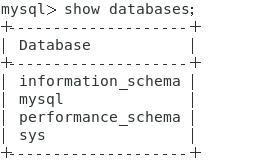 mysql> show databases;
+--------------------+
| Database           |
+--------------------+
| information_schema |
| mysql              |
| performance_schema |
| sys                |
+--------------------+